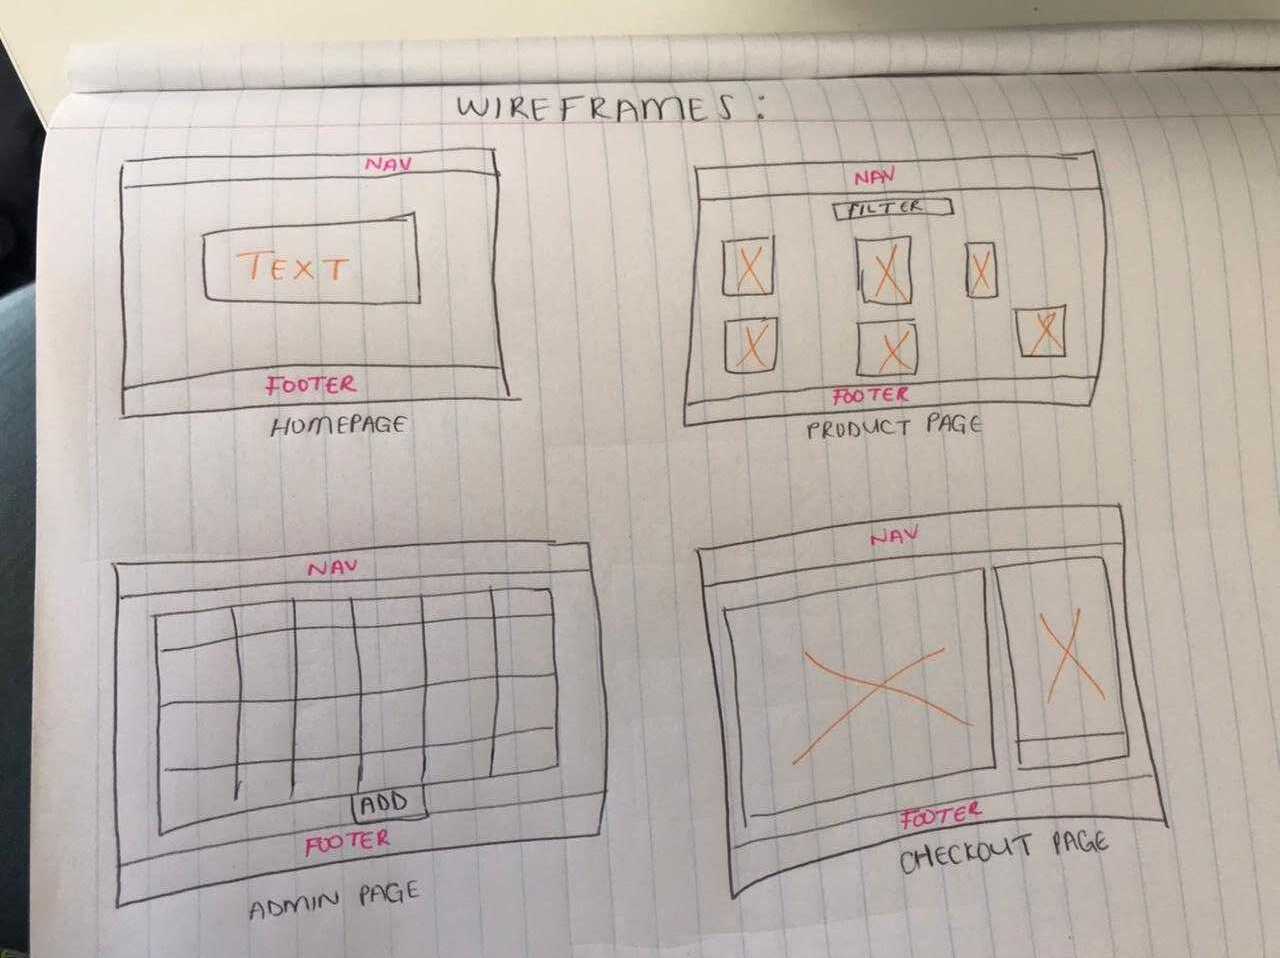 WIREFRAMES:
NAV
TEXT
FOOTER
HOMEPAGE
NAV
FILTER
X X X
X X X
FOOTER
PRODUCT PAGE
NAV
ADD
FOOTER
ADMIN PAGE
NAV
X X
FOOTER
CHECKOUT PAGE